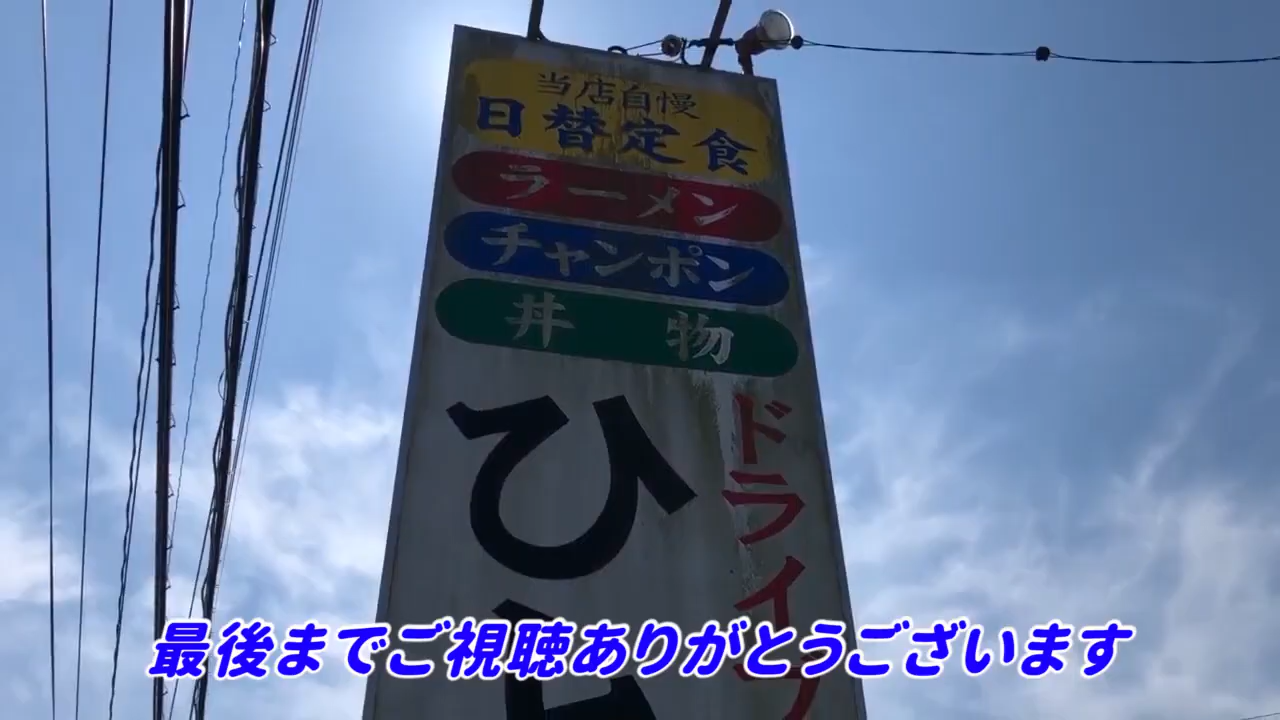 当店自慢
日替定食
ラーメン
チャンポン
丼物
ドライブ
ひ
最後までご視聴ありがとうございます